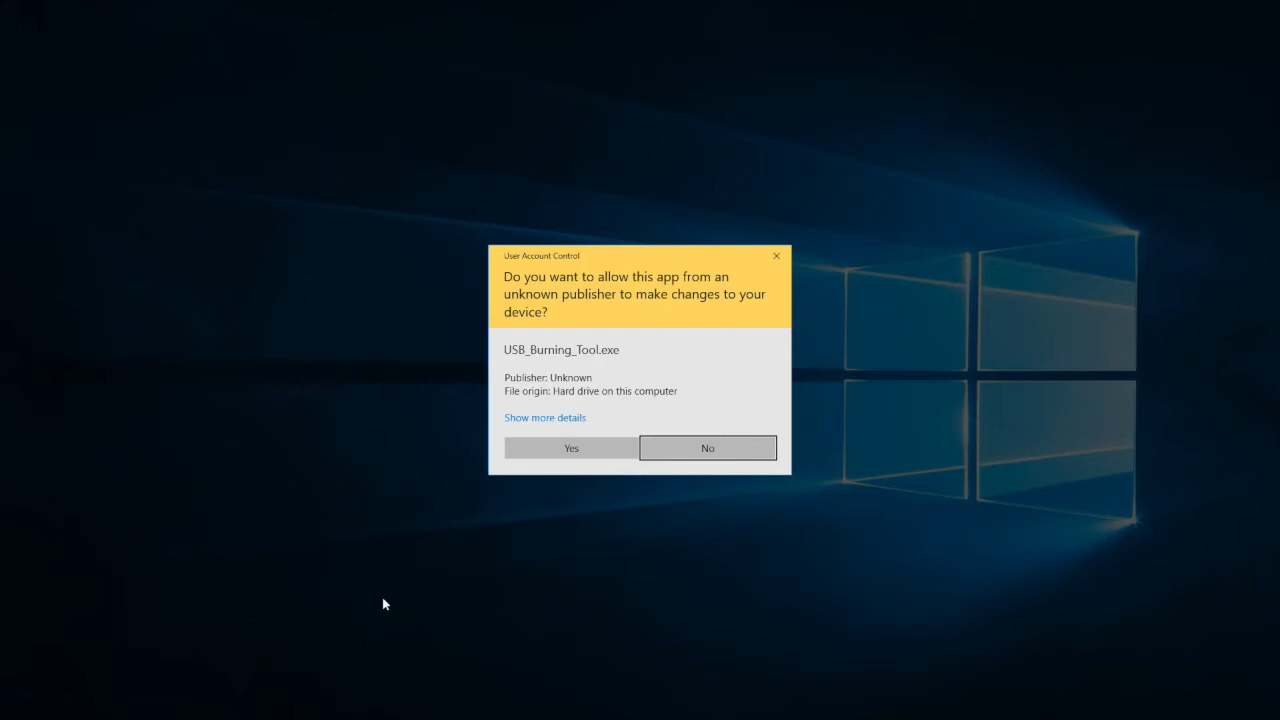 User Account Control
Do you want to allow this app from an
unknown publisher to make changes to your
device?
USB_Burning_Tool.exe
Publisher: Unknown
File origin: Hard drive on this computer
Show more details
Yes
No